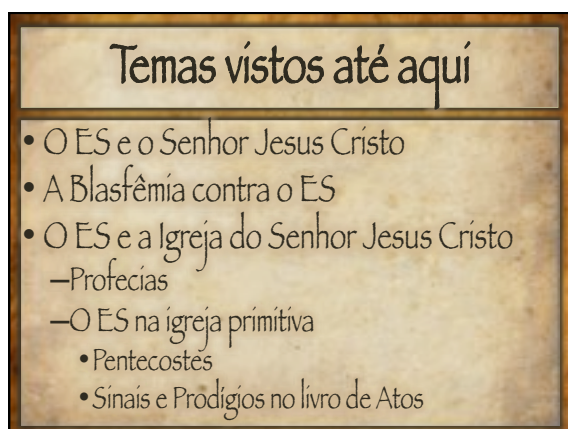 Temas vistos até aqui
• O ES e o Senhor Jesus Cristo
• A Blasfêmia contra o ES
• O ES e a Igreja do Senhor Jesus Cristo
–Profecias
–O ES na igreja primitiva
• Pentecostes
• Sinais e Prodígios no livro de Atos